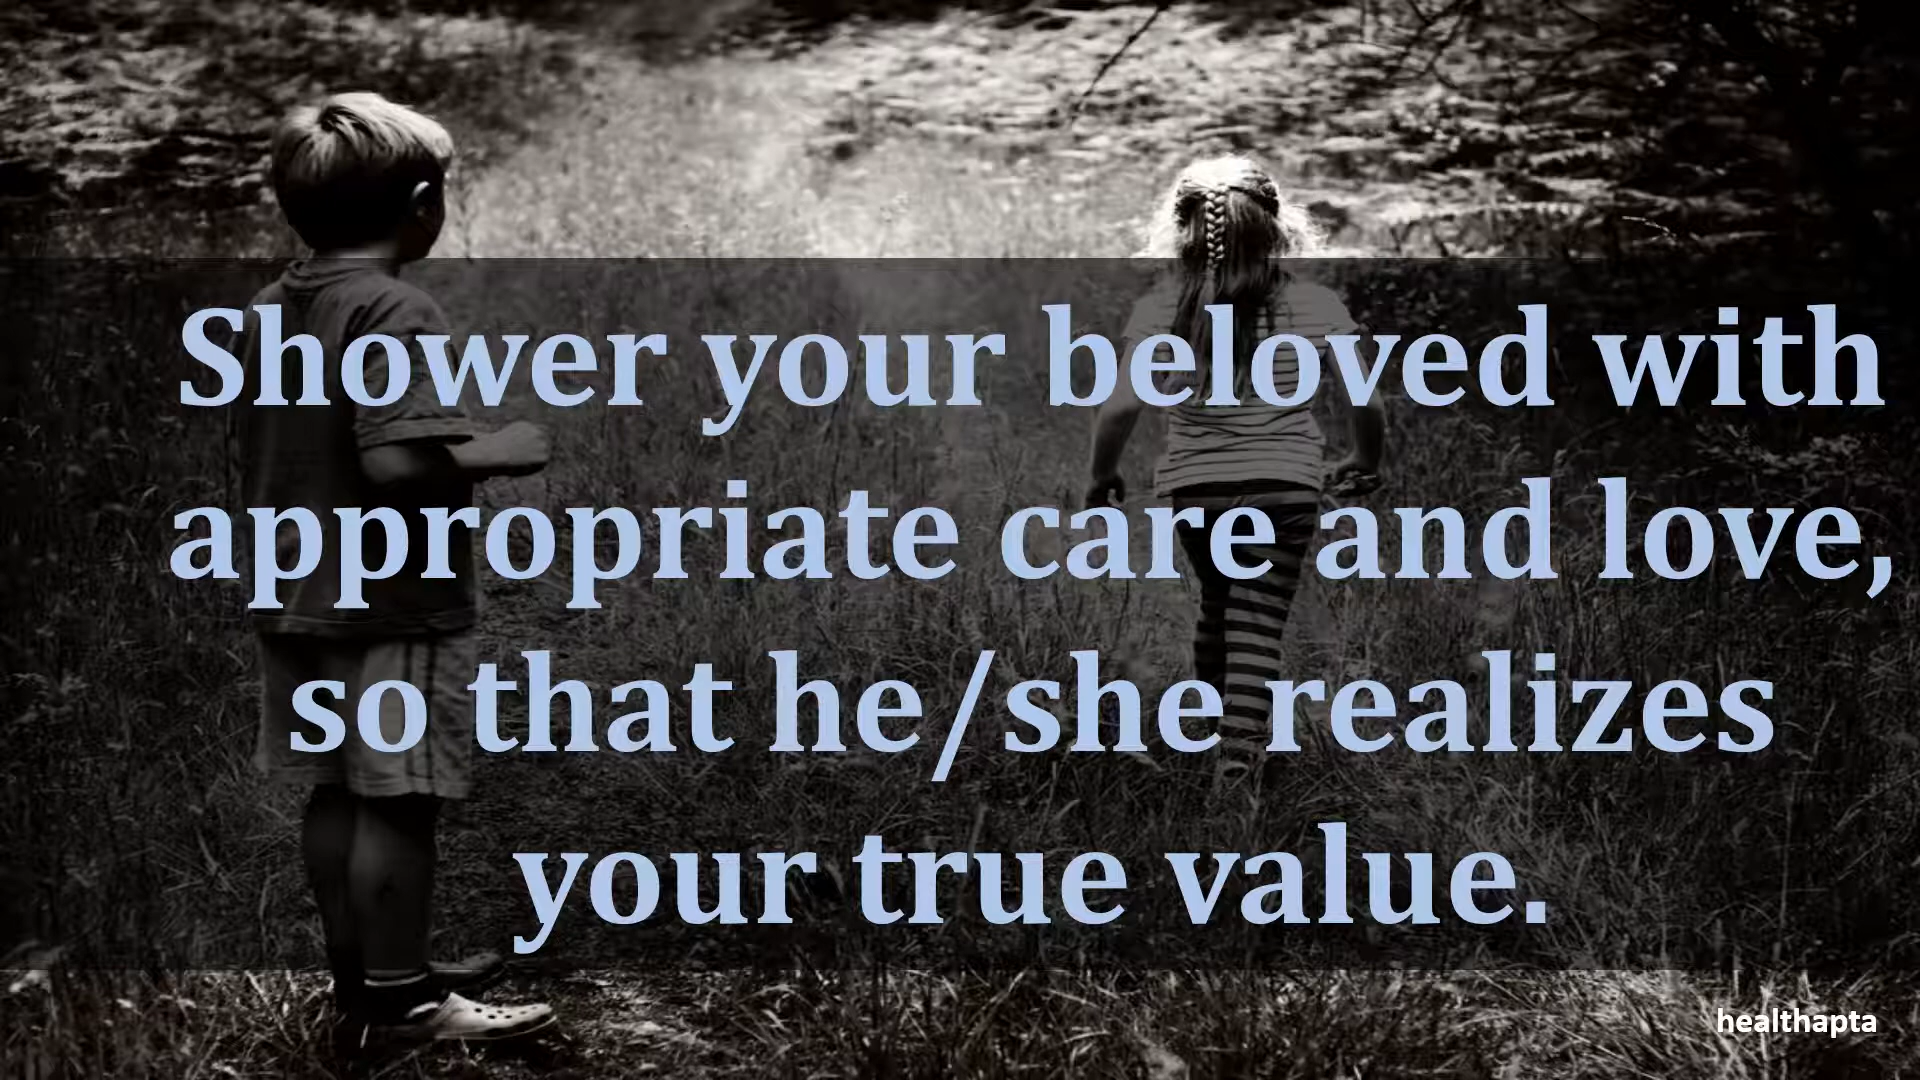 Shower your beloved with
appropriate care and love,
so that he/she realizes
your true value.
healthapta